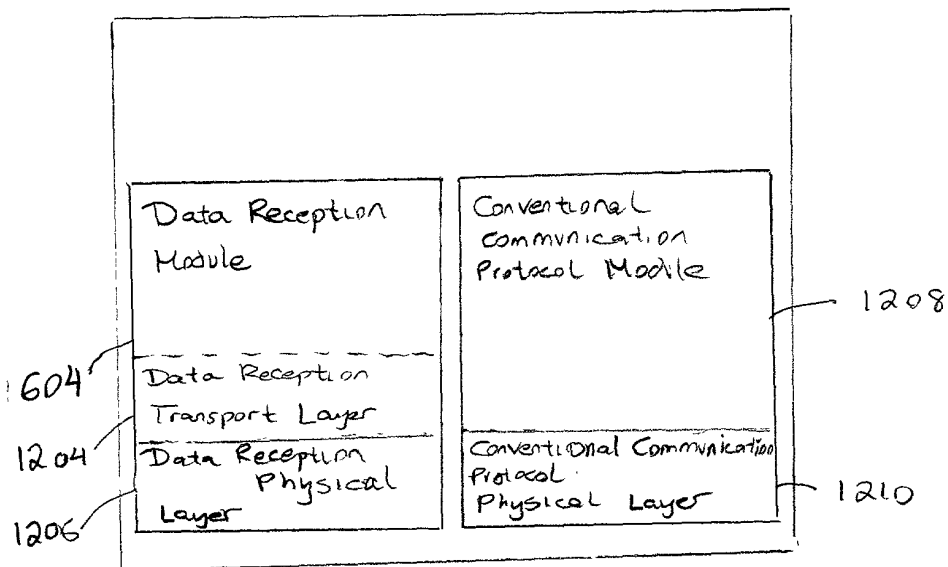 Data Reception
Module
Data Reception
Transport Layer
Data Reception
Physical
Layer
Conventional
Communication
Protocol Module
Conventional Communication
Protocol
Physical Layer
604
1204
1206
1208
1210